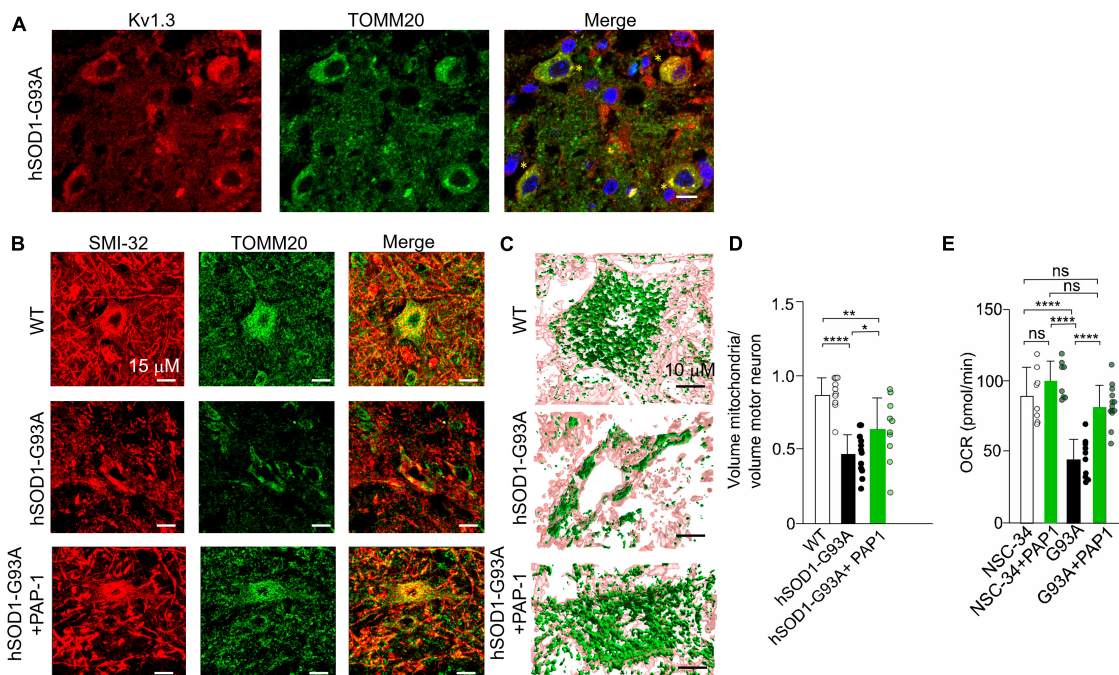 A
Kv1.3
TOMM20
Merge
hSOD1-G93A
*
*
*
*
B
SMI-32
TOMM20
Merge
WT
15 μM
hSOD1-G93A
hSOD1-G93A
+PAP-1
C
WT
10 μM
hSOD1-G93A
hSOD1-G93A
+PAP-1
D
Volume mitochondria/
volume motor neuron
1.5
1.0
0.5
0
**
****
*
WT
hSOD1-G93A
hSOD1-G93A+ PAP1
E
OCR (pmol/min)
150
100
50
0
ns
ns
****
****
ns
****
NSC-34
NSC-34+PAP1
G93A
G93A+PAP1